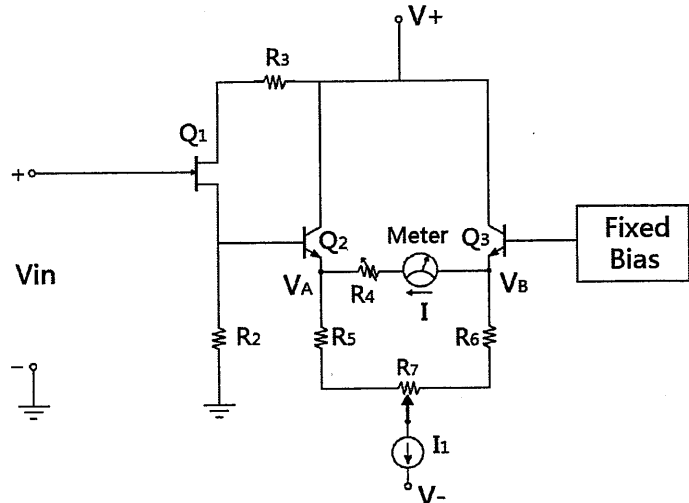 V+
R3
Q1
+
Q2
Meter
Q3
Fixed
Bias
Vin
VA
R4
I
VB
R2
R5
R6
R7
−
I1
V-